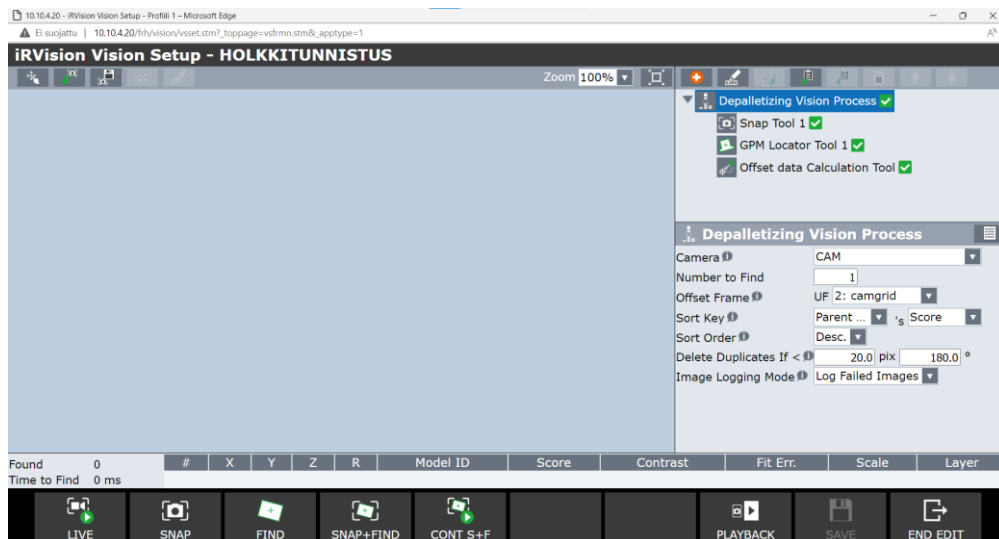 10.10.4.20 - iRVision Vision Setup - Profiili 1 – Microsoft Edge
Ei suojattu | 10.10.4.20/frh/vision/vsset.stm?_toppage=vsfrmn.stm&_apptype=1
iRVision Vision Setup - HOLKKITUNNISTUS
Zoom 100%
Depalletizing Vision Process
Snap Tool 1
GPM Locator Tool 1
Offset data Calculation Tool
Depalletizing Vision Process
Camera CAM
Number to Find 1
Offset Frame UF 2: camgrid
Sort Key Parent ... 's Score
Sort Order Desc.
Delete Duplicates If < 20.0 pix 180.0 °
Image Logging Mode Log Failed Images
Found 0 # X Y Z R Model ID Score Contrast Fit Err. Scale Layer
Time to Find 0 ms
LIVE SNAP FIND SNAP+FIND CONT S+F PLAYBACK SAVE END EDIT